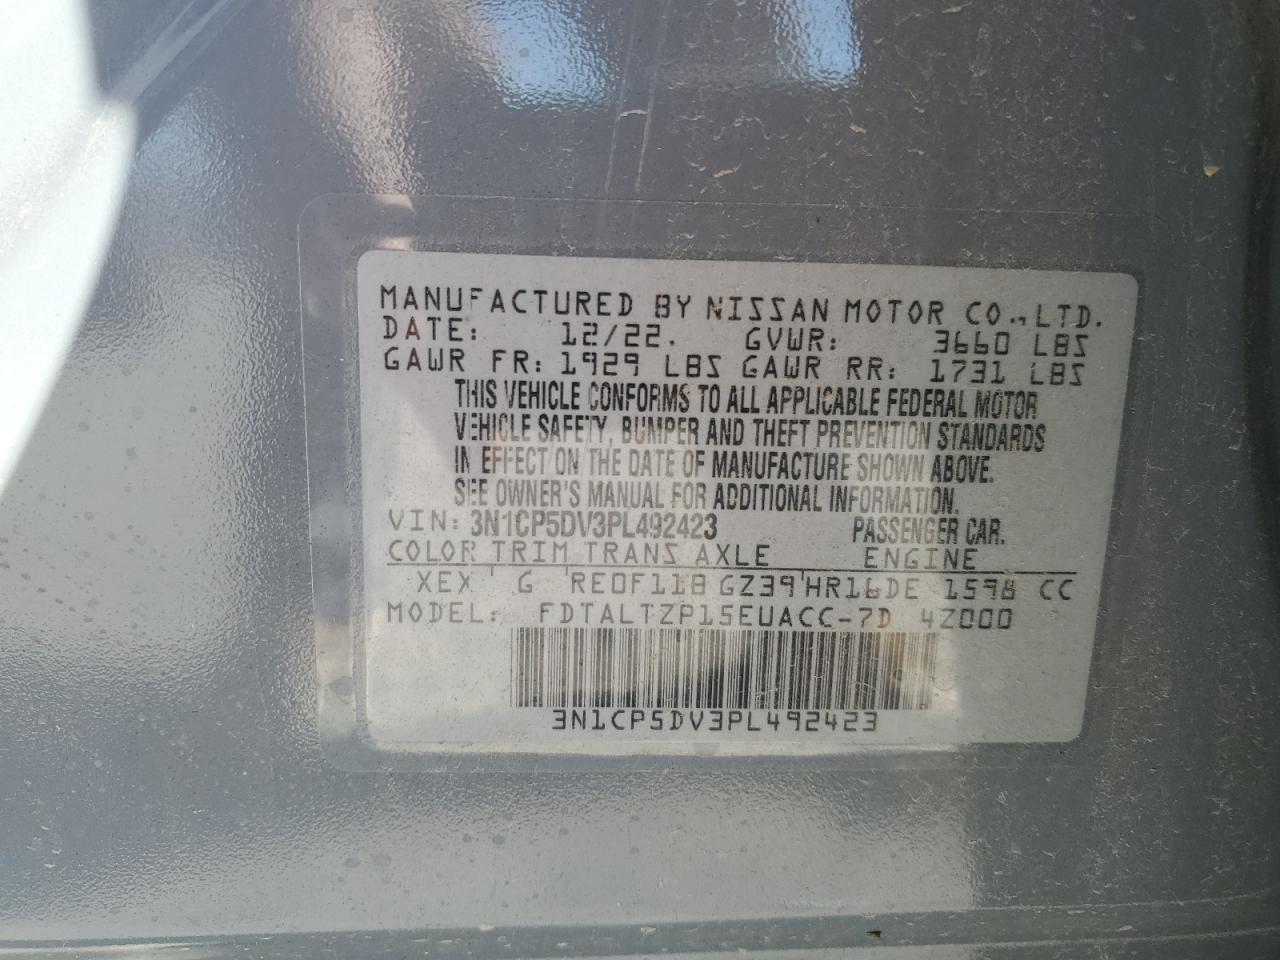 MANUFACTURED BY NISSAN MOTOR CO., LTD.
DATE: 12/22. GVWR: 3660 LBS
GAWR FR: 1929 LBS GAWR RR: 1731 LBS
THIS VEHICLE CONFORMS TO ALL APPLICABLE FEDERAL MOTOR
VEHICLE SAFETY, BUMPER AND THEFT PREVENTION STANDARDS
IN EFFECT ON THE DATE OF MANUFACTURE SHOWN ABOVE.
SEE OWNER'S MANUAL FOR ADDITIONAL INFORMATION.
VIN: 3N1CP5DV3PL492423 PASSENGER CAR.
COLOR TRIM TRANS AXLE ENGINE
XEX ' G ' RE0F11B GZ39 ' HR16DE 1598 CC
MODEL: FDTALTZP15EUACC-7D 4Z000
3N1CP5DV3PL492423